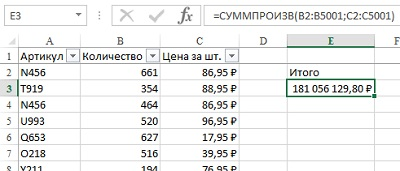 E3 =СУММПРОИЗВ(B2:B5001;C2:C5001)
A B C D E
1 Артикул Количество Цена за шт.
2 N456 661 86,95 ₽ Итого
3 T919 354 88,95 ₽ 181 056 129,80 ₽
4 N456 464 86,95 ₽
5 U993 520 96,95 ₽
6 Q653 627 17,95 ₽
7 O218 516 39,95 ₽
8 Y211 194 76,95 ₽